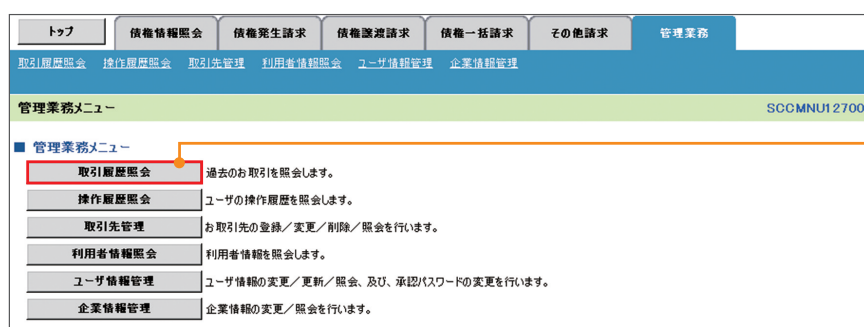 トップ 債権情報照会 債権発生請求 債権譲渡請求 債権一括請求 その他請求 管理業務
取引履歴照会 操作履歴照会 取引先管理 利用者情報照会 ユーザ情報管理 企業情報管理
管理業務メニュー SCCMNU12700
■ 管理業務メニュー
取引履歴照会 過去のお取引を照会します。
操作履歴照会 ユーザの操作履歴を照会します。
取引先管理 お取引先の登録／変更／削除／照会を行います。
利用者情報照会 利用者情報を照会します。
ユーザ情報管理 ユーザ情報の変更／更新／照会、及び、承認パスワードの変更を行います。
企業情報管理 企業情報の変更／照会を行います。